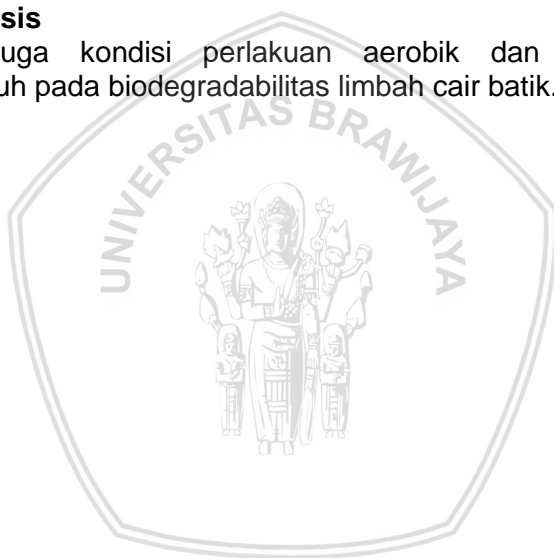 sis
uga kondisi perlakuan aerobik dan
uh pada biodegradabilitas limbah cair batik.
UNIVERSITAS BRAWIJAYA